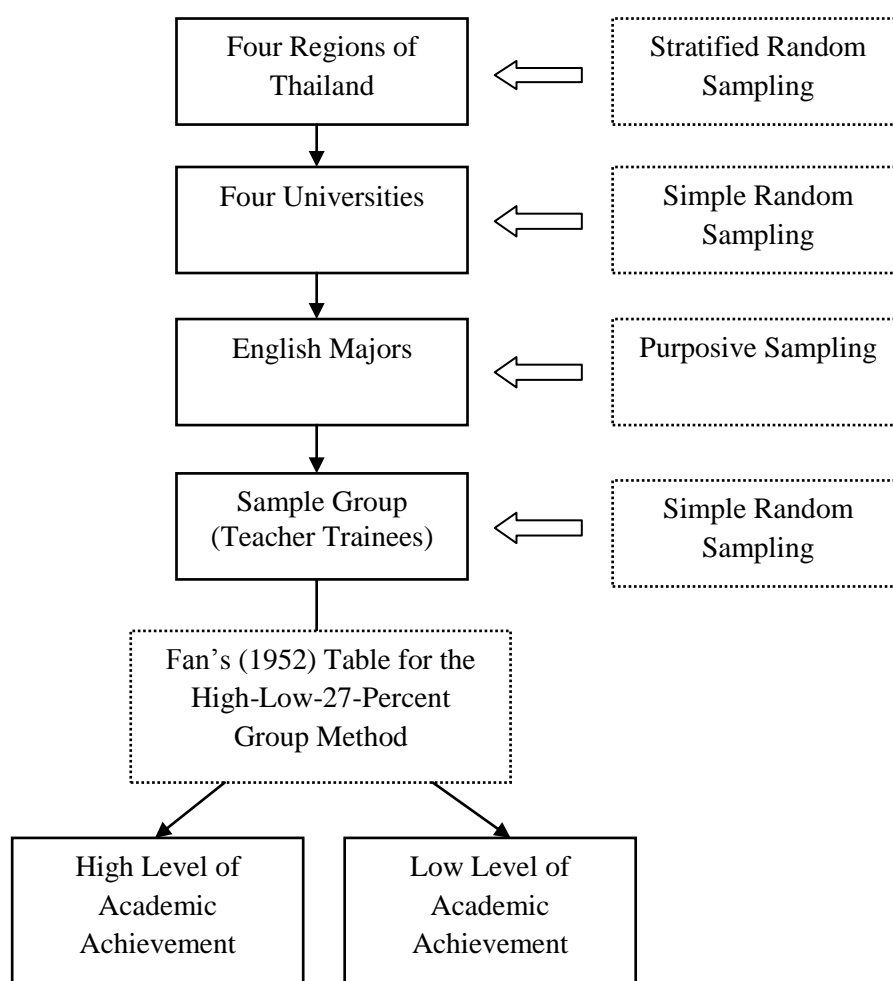 Four Regions of
Thailand
Stratified Random
Sampling
Four Universities
Simple Random
Sampling
English Majors
Purposive Sampling
Sample Group
(Teacher Trainees)
Simple Random
Sampling
Fan’s (1952) Table for the
High-Low-27-Percent
Group Method
High Level of
Academic
Achievement
Low Level of
Academic
Achievement